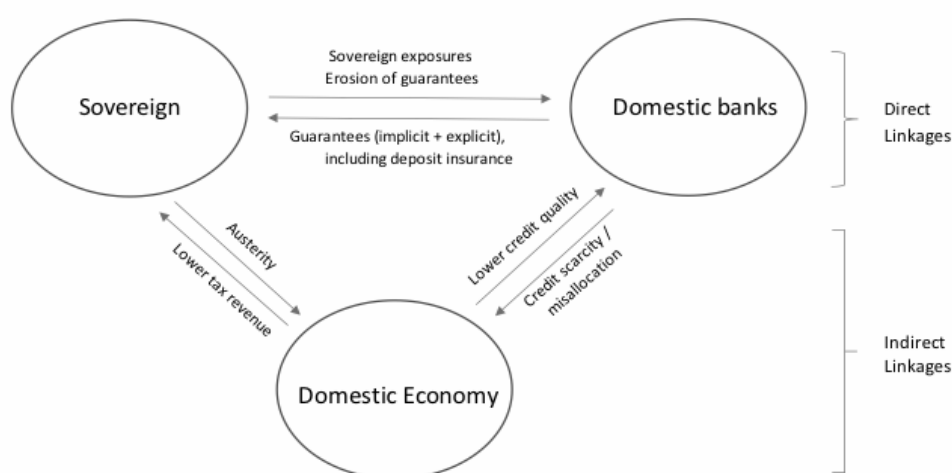 Sovereign exposures
Erosion of guarantees
Sovereign
Domestic banks
Direct
Linkages
Guarantees (implicit + explicit),
including deposit insurance
Austerity
Lower tax revenue
Lower credit quality
Credit scarcity /
misallocation
Indirect
Linkages
Domestic Economy